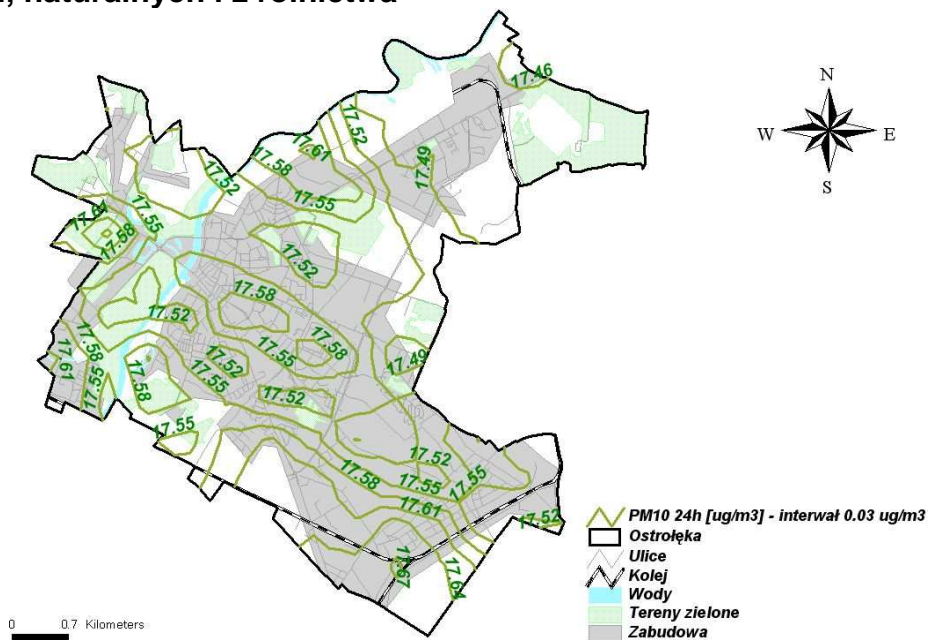 , naturalnych i z rolnictwa
17.46
N
W E
S
17.52
17.61
17.58
17.49
17.52
17.55
17.61
17.55
17.58
17.52
17.58
17.52
17.58
17.55
17.58
17.61
17.52
17.49
17.55
17.58
17.55
17.52
17.55
17.52
17.58
17.55
17.55
17.61
17.52
17.67
17.64
PM10 24h [ug/m3] - interwał 0.03 ug/m3
Ostrołęka
Ulice
Kolej
Wody
Tereny zielone
Zabudowa
0 0.7 Kilometers